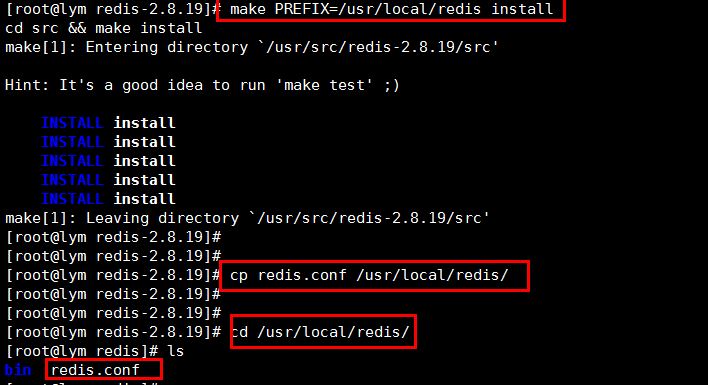 [root@lym redis-2.8.19]# make PREFIX=/usr/local/redis install
cd src && make install
make[1]: Entering directory `/usr/src/redis-2.8.19/src'
Hint: It's a good idea to run 'make test' ;)
INSTALL install
INSTALL install
INSTALL install
INSTALL install
INSTALL install
make[1]: Leaving directory `/usr/src/redis-2.8.19/src'
[root@lym redis-2.8.19]#
[root@lym redis-2.8.19]#
[root@lym redis-2.8.19]# cp redis.conf /usr/local/redis/
[root@lym redis-2.8.19]#
[root@lym redis-2.8.19]#
[root@lym redis-2.8.19]# cd /usr/local/redis/
[root@lym redis]# ls
bin redis.conf